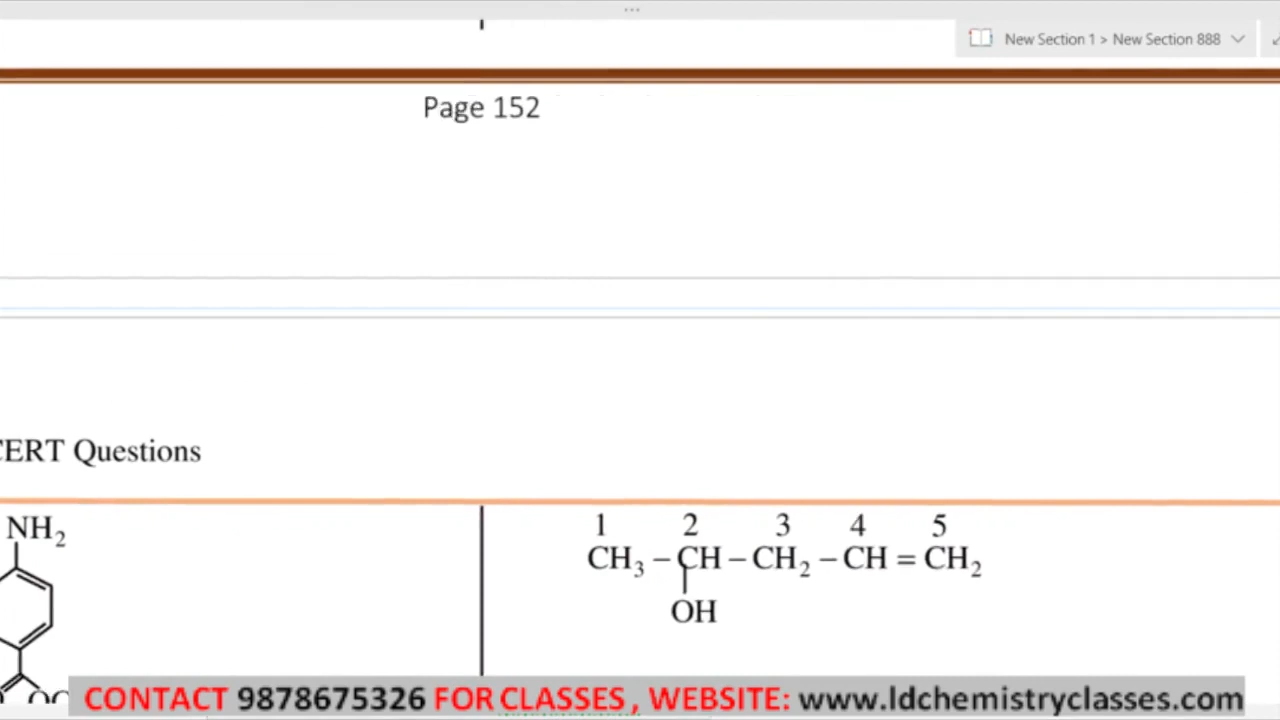 New Section 1 > New Section 888
Page 152
CERT Questions
NH₂
1 2 3 4 5
CH₃ – CH – CH₂ – CH = CH₂
OH
CONTACT 9878675326 FOR CLASSES , WEBSITE: www.ldchemistryclasses.com